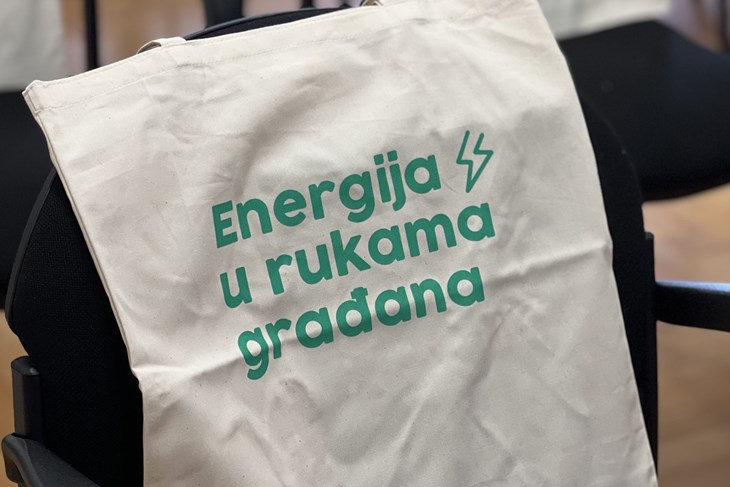 Energija
u rukama
građana